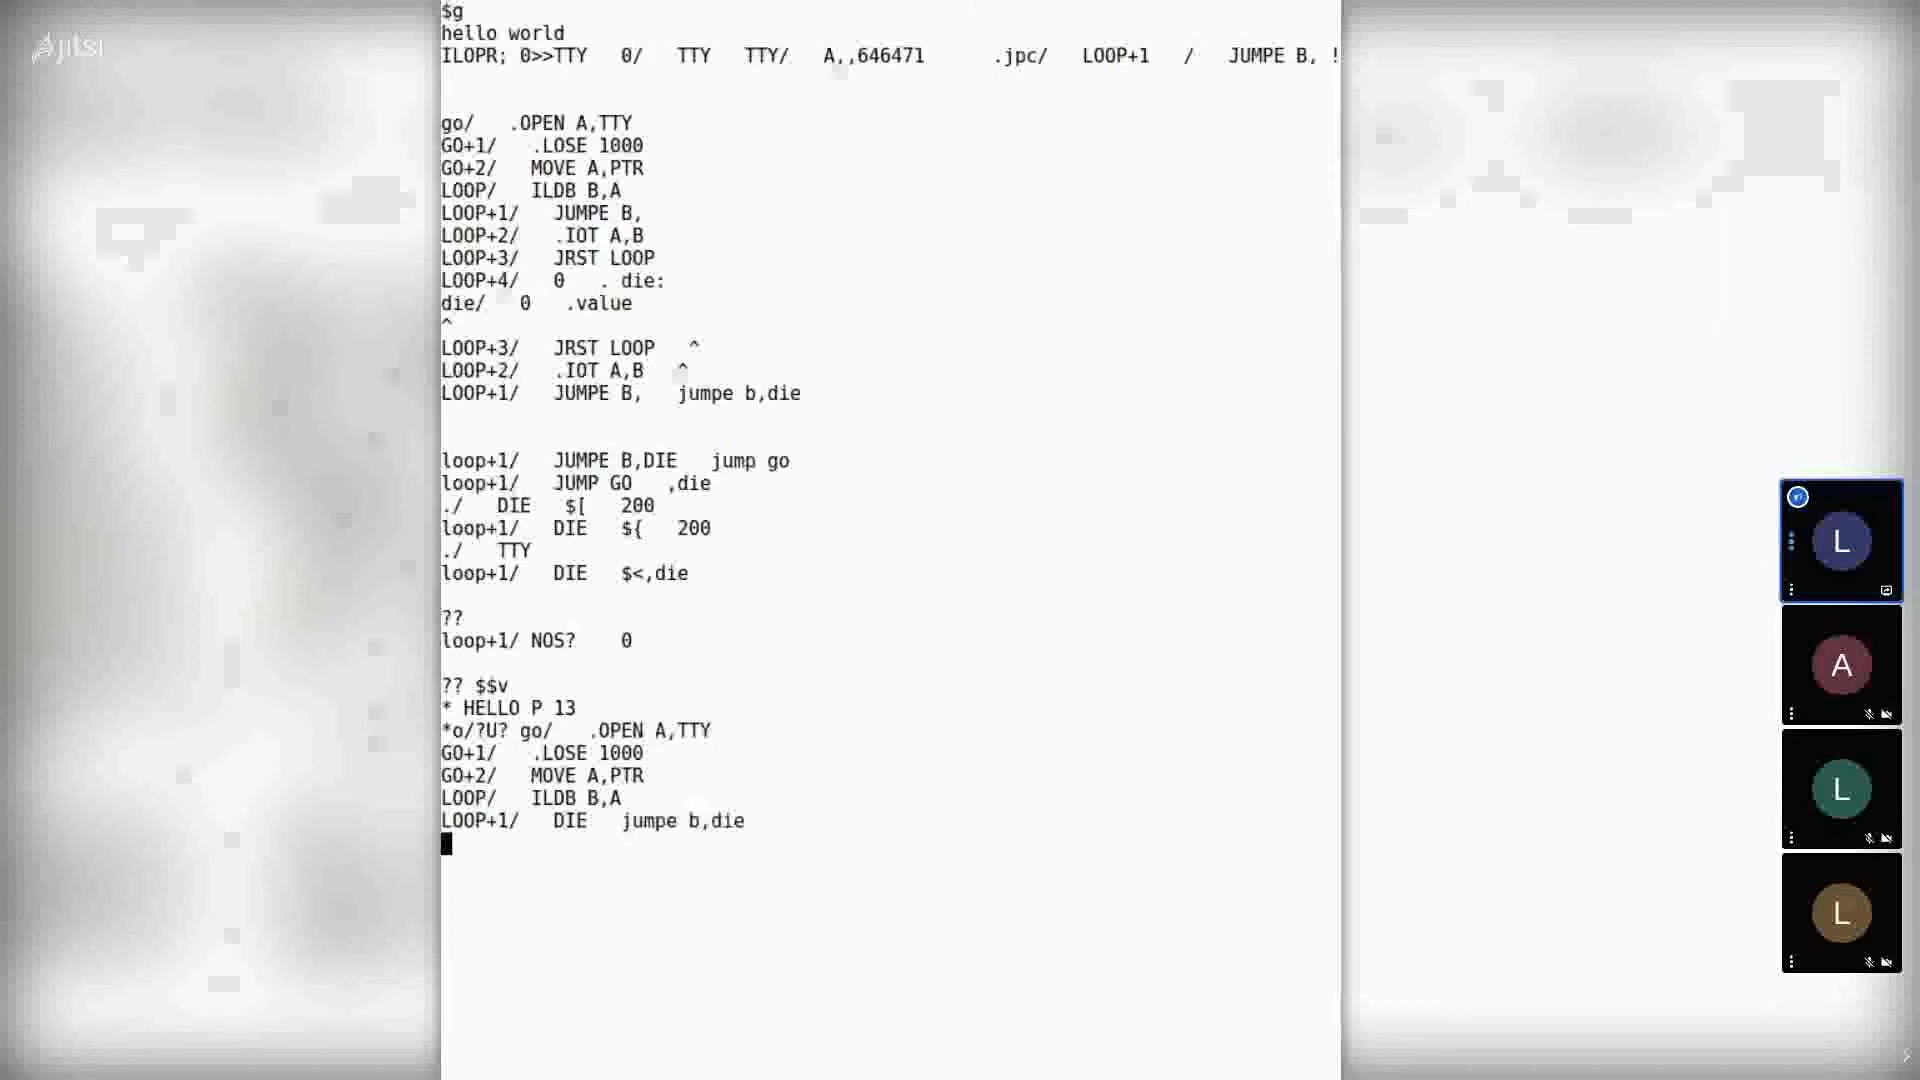 jitsi
$g
hello world
ILOPR; 0>>TTY   0/   TTY   TTY/   A,,646471      .jpc/   LOOP+1   /   JUMPE B, !
go/   .OPEN A,TTY
GO+1/   .LOSE 1000
GO+2/   MOVE A,PTR
LOOP/   ILDB B,A
LOOP+1/   JUMPE B,
LOOP+2/   .IOT A,B
LOOP+3/   JRST LOOP
LOOP+4/   0   . die:
die/   0   .value
^
LOOP+3/   JRST LOOP   ^
LOOP+2/   .IOT A,B   ^
LOOP+1/   JUMPE B,   jumpe b,die
loop+1/   JUMPE B,DIE   jump go
loop+1/   JUMP GO   ,die
./   DIE   $[   200
loop+1/   DIE   ${   200
./   TTY
loop+1/   DIE   $<,die
??
loop+1/ NOS?    0
?? $$v
* HELLO P 13
*o/?U? go/   .OPEN A,TTY
GO+1/   .LOSE 1000
GO+2/   MOVE A,PTR
LOOP/   ILDB B,A
LOOP+1/   DIE   jumpe b,die
L
A
L
L